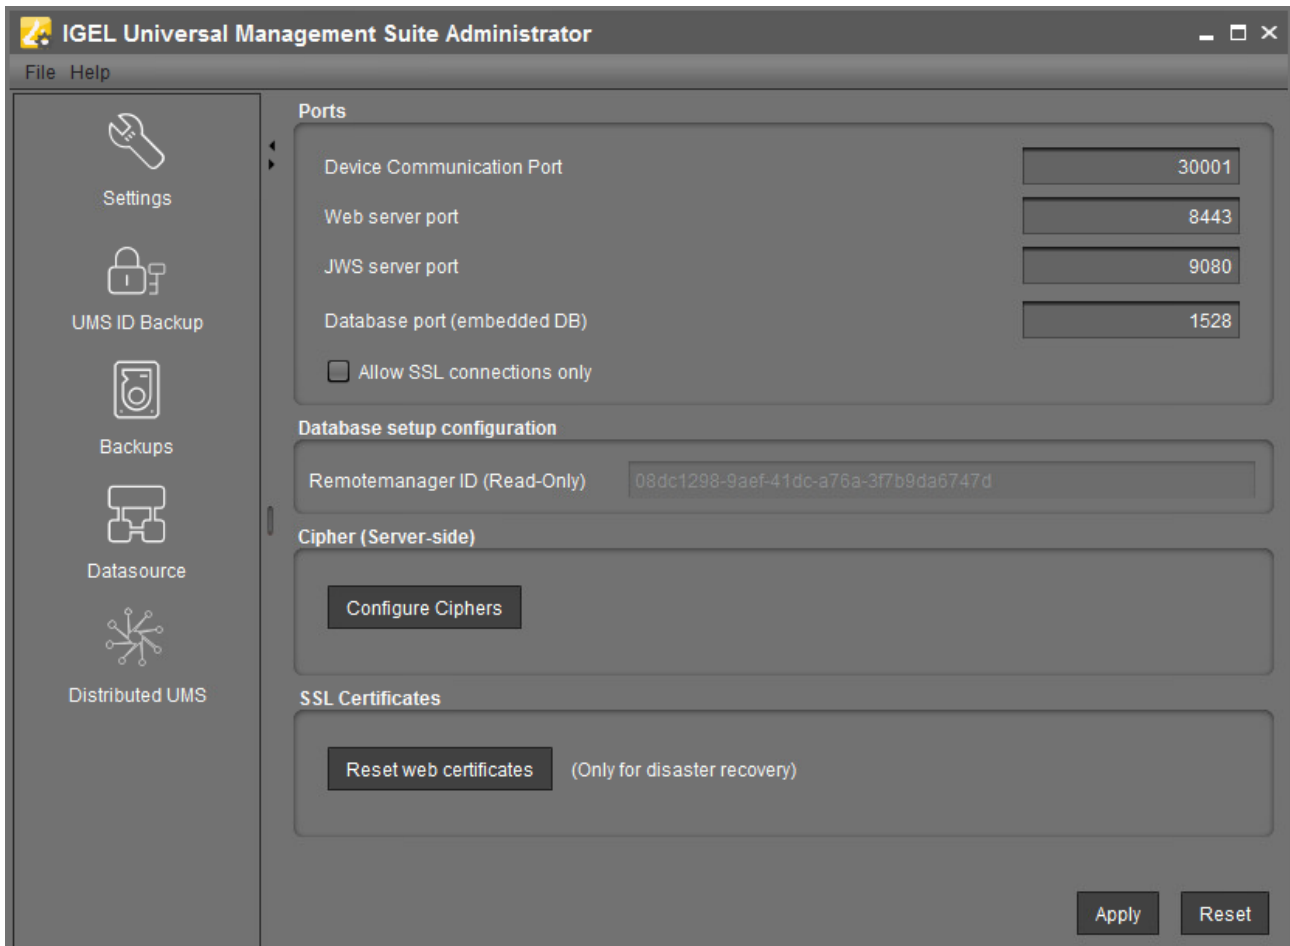 IGEL Universal Management Suite Administrator
File Help
Settings
UMS ID Backup
Backups
Datasource
Distributed UMS
Ports
Device Communication Port 30001
Web server port 8443
JWS server port 9080
Database port (embedded DB) 1528
Allow SSL connections only
Database setup configuration
Remotemanager ID (Read-Only) 08dc1298-9aef-41dc-a76a-3f7b9da6747d
Cipher (Server-side)
Configure Ciphers
SSL Certificates
Reset web certificates (Only for disaster recovery)
Apply Reset